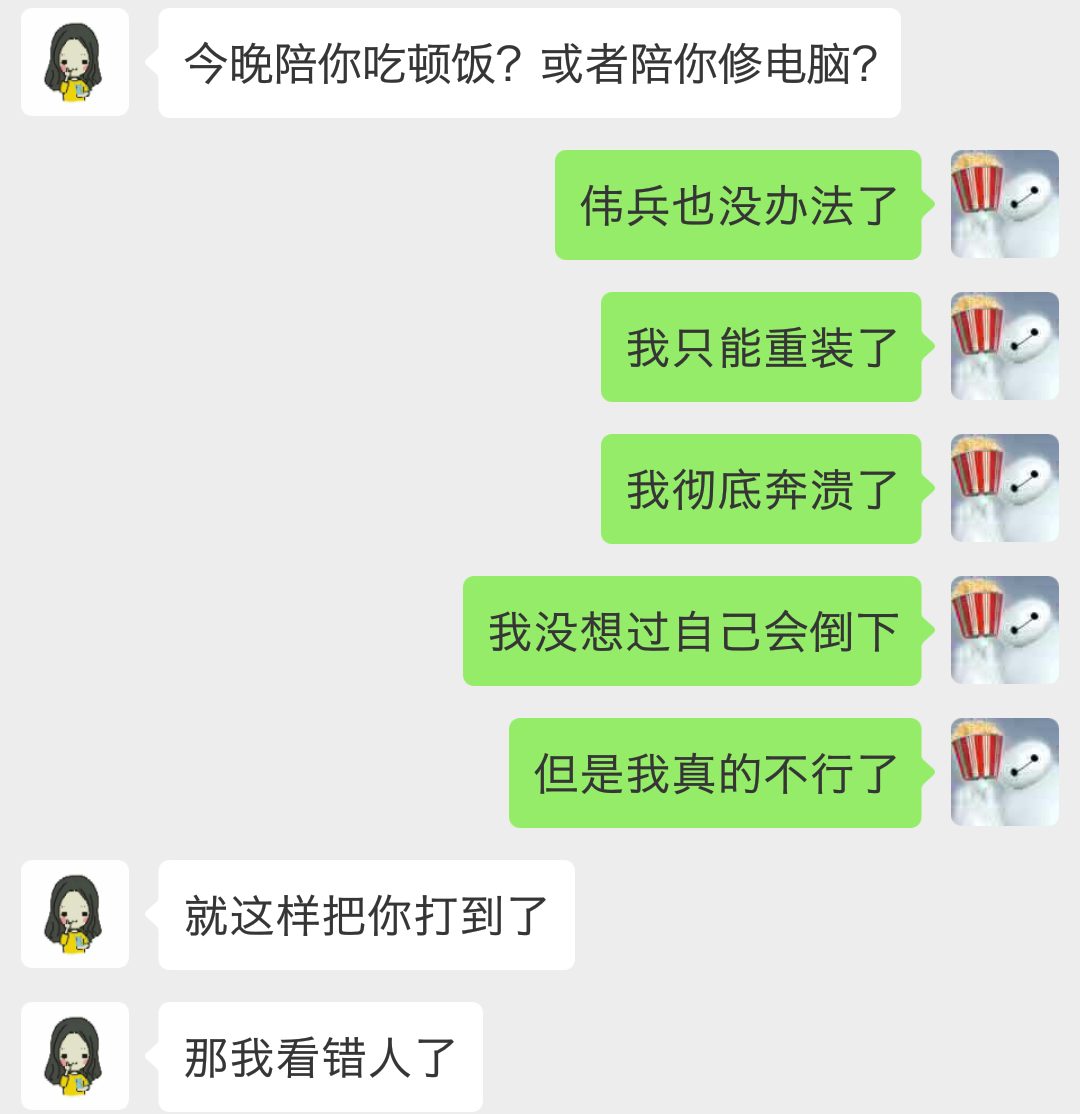 今晚陪你吃顿饭？或者陪你修电脑？
伟兵也没办法了
我只能重装了
我彻底奔溃了
我没想过自己会倒下
但是我真的不行了
就这样把你打到了
那我看错人了